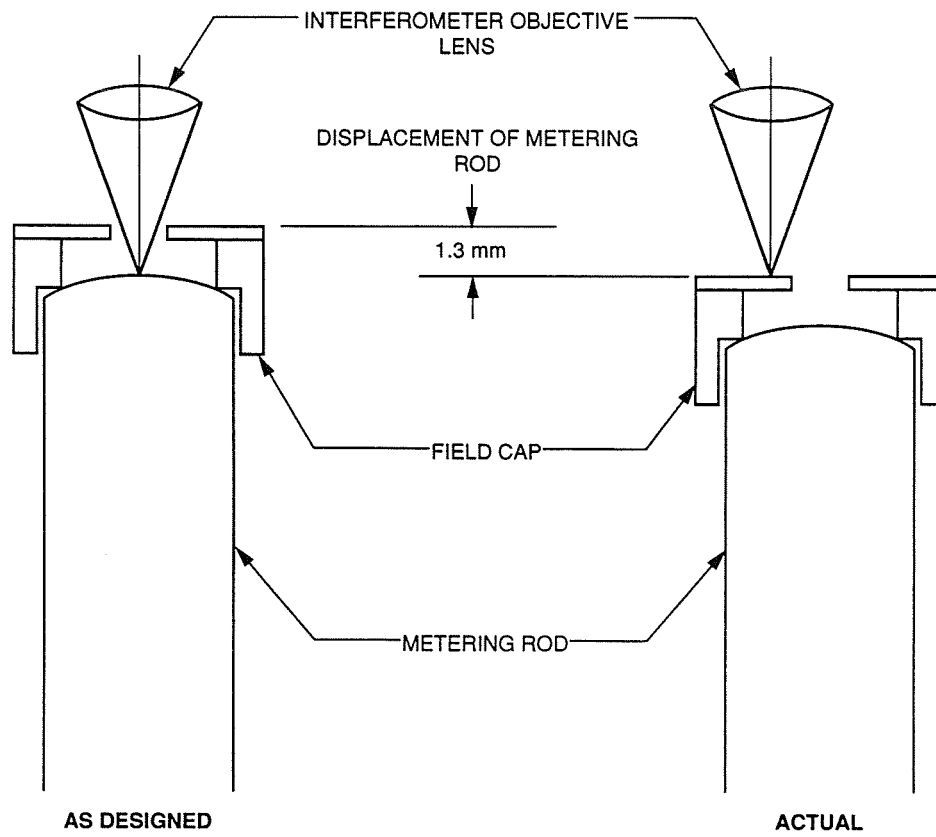 INTERFEROMETER OBJECTIVE
LENS
DISPLACEMENT OF METERING
ROD
1.3 mm
FIELD CAP
METERING ROD
AS DESIGNED
ACTUAL